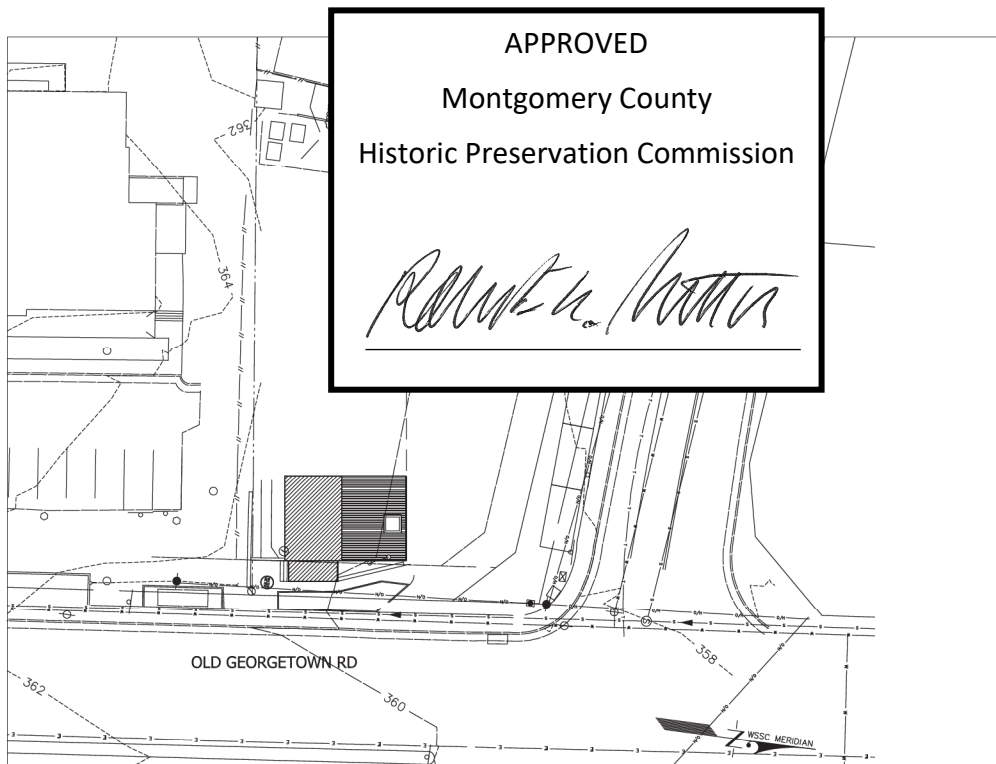 APPROVED
Montgomery County
Historic Preservation Commission
362
364
OLD GEORGETOWN RD
362
360
358
WSSC MERIDIAN